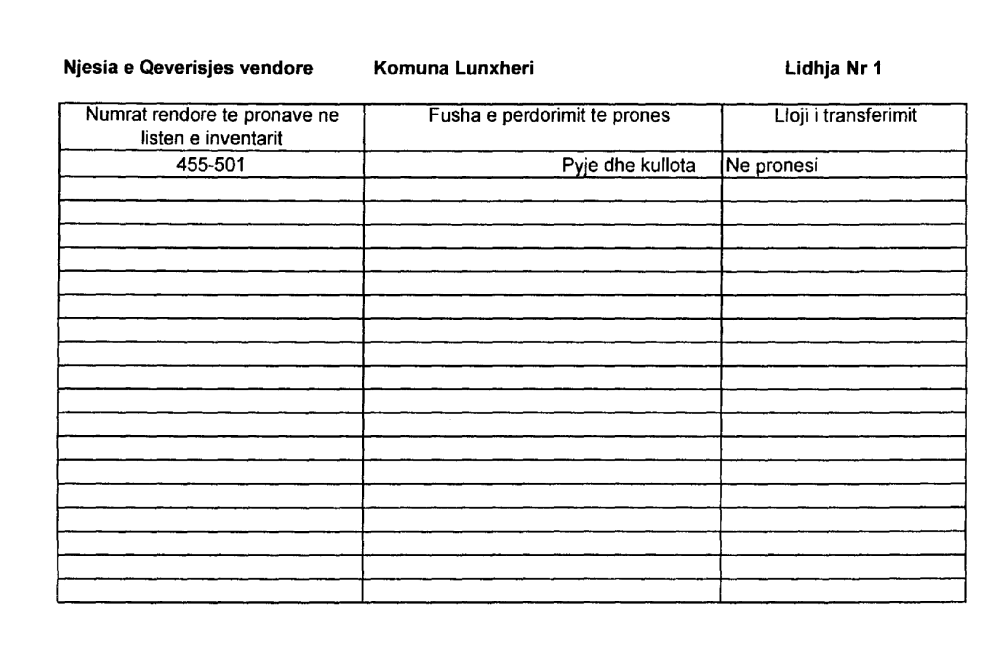 Njesia e Qeverisjes vendore Komuna Lunxheri Lidhja Nr 1
Numrat rendore te pronave ne Fusha e perdorimit te prones Lloji i transferimit
listen e inventarit
455-501 Pyje dhe kullota Ne pronesi